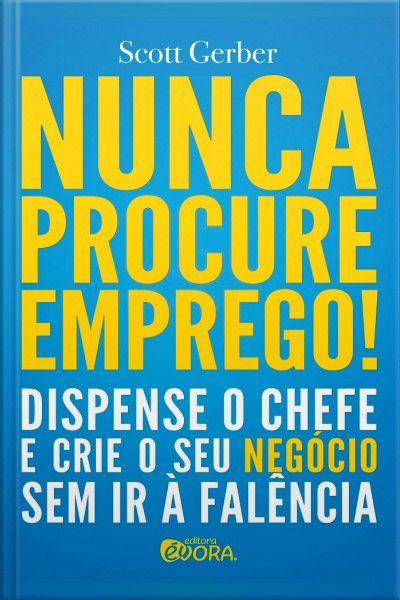 Scott Gerber
NUNCA
PROCURE
EMPREGO!
DISPENSE O CHEFE
E CRIE O SEU NEGÓCIO
SEM IR À FALÊNCIA
editora
évORA.